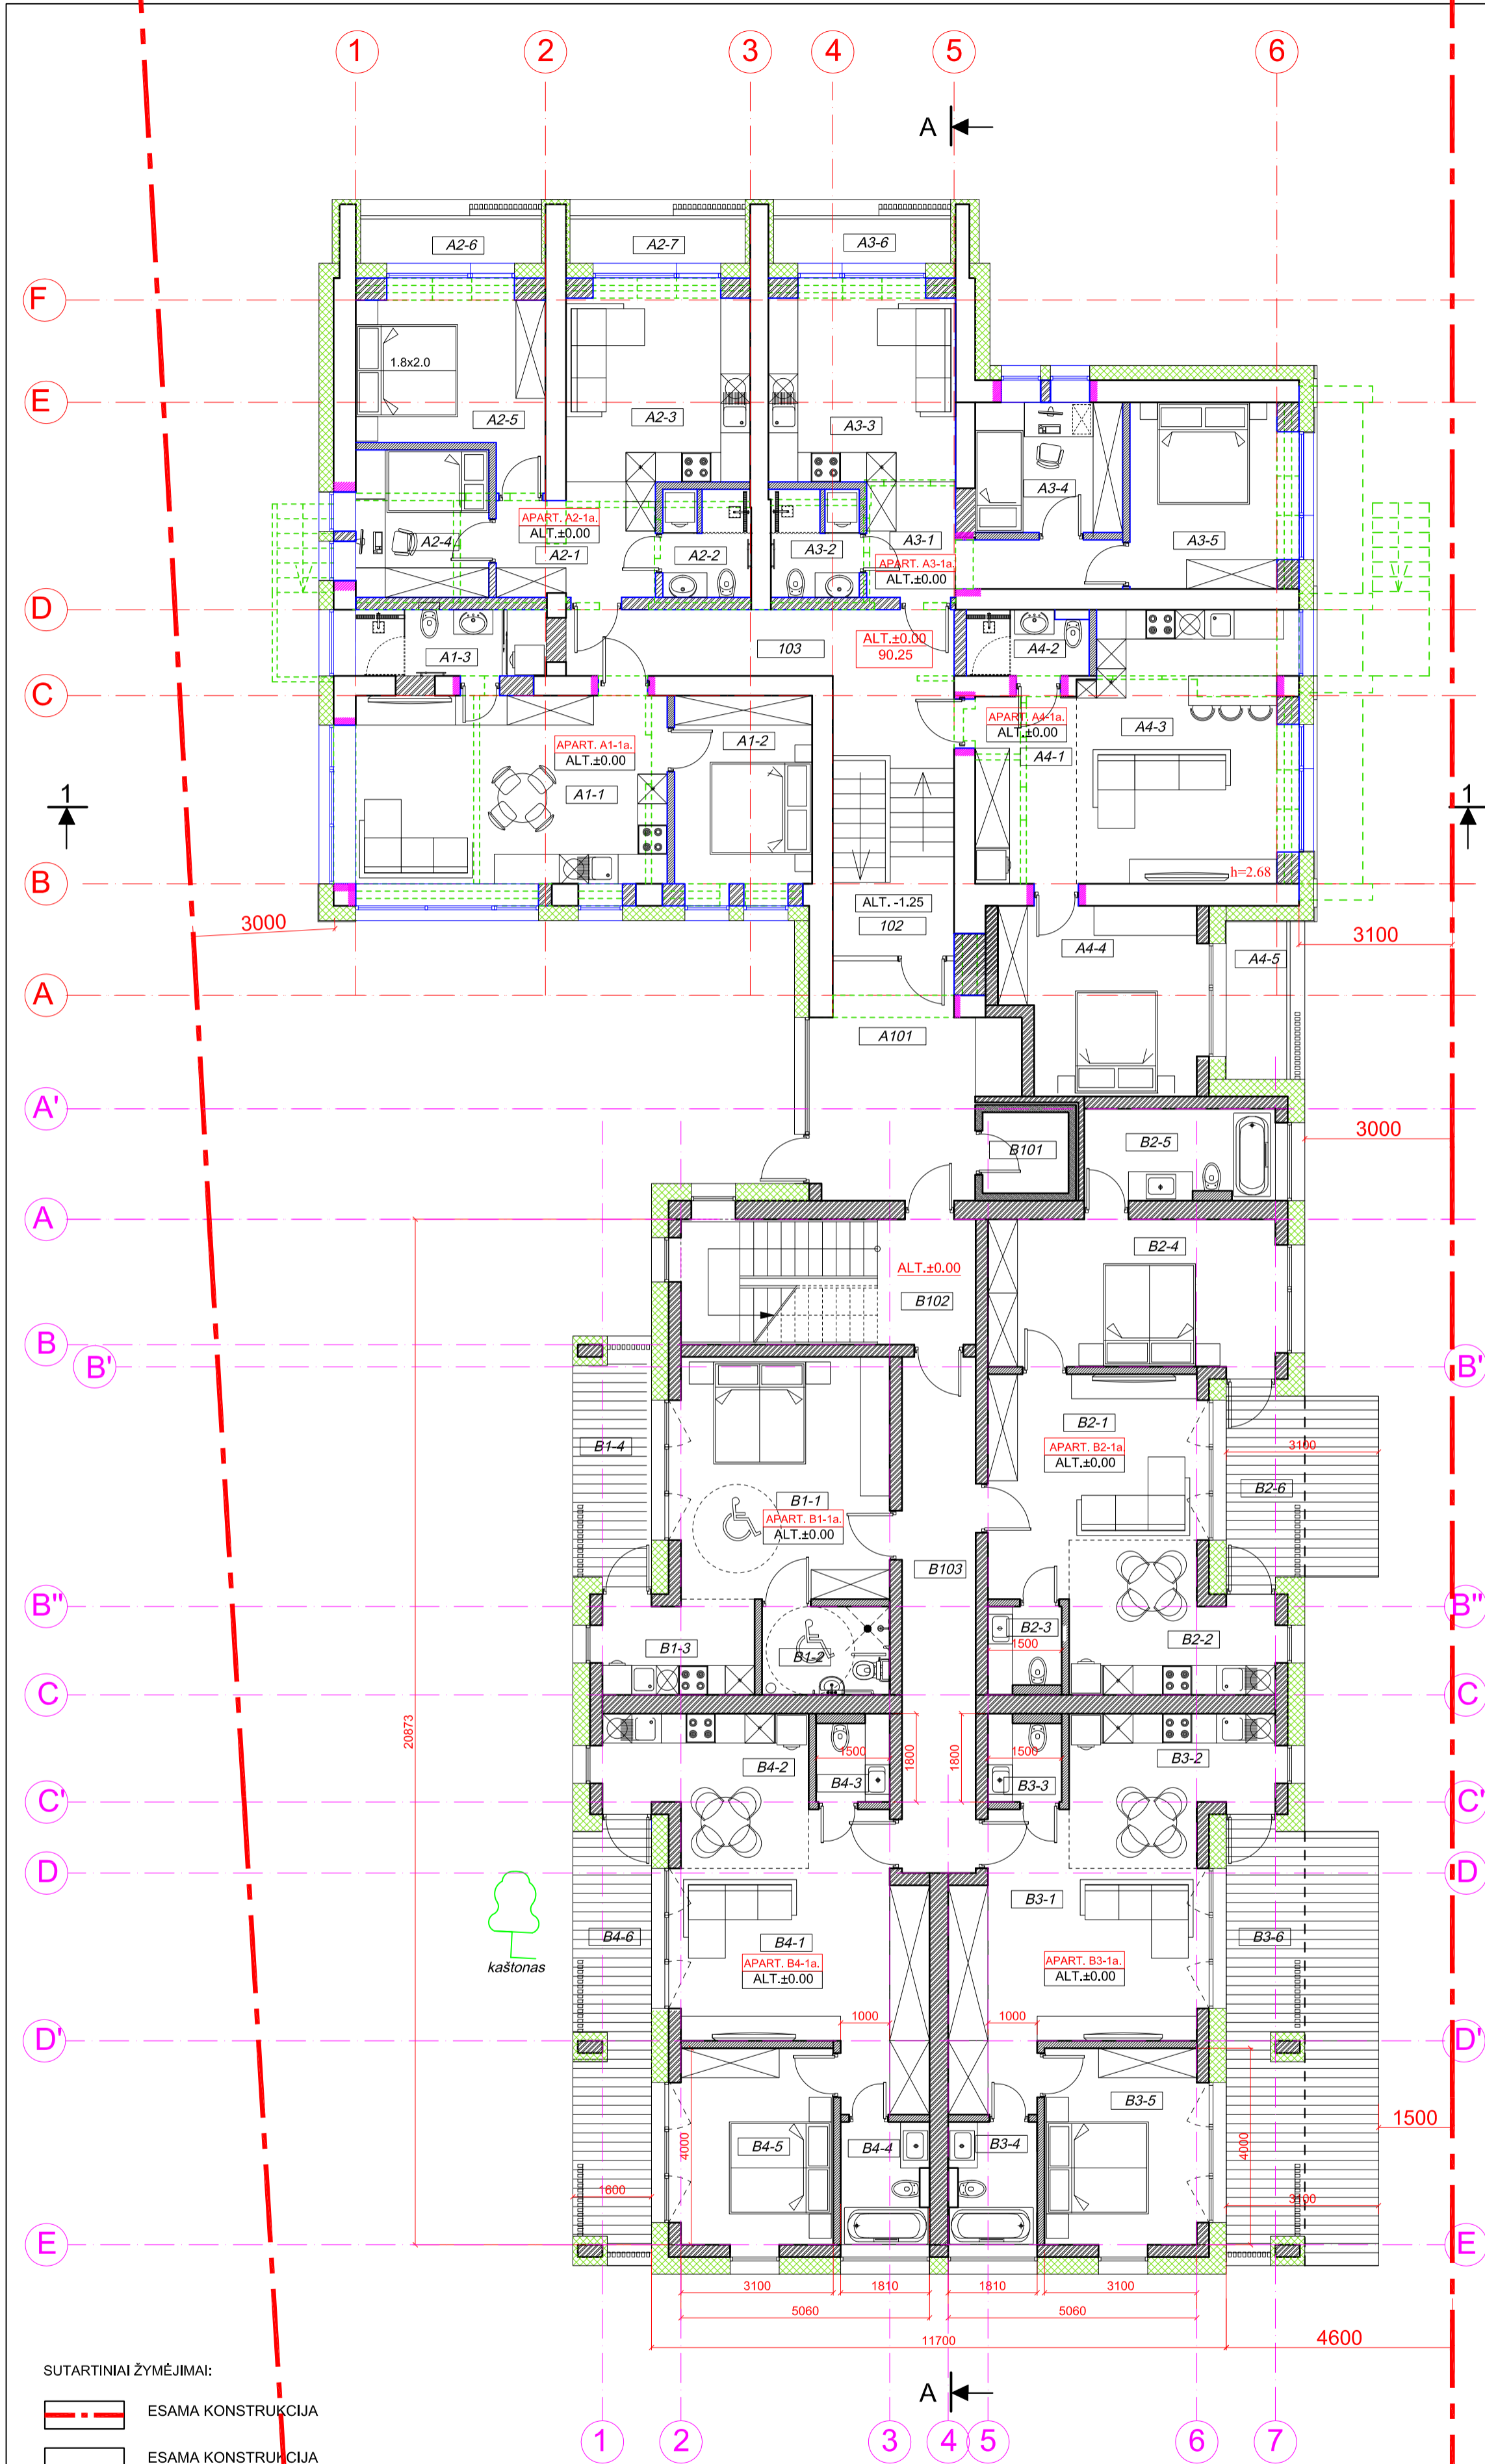 1 2 3 4 5 6
A
A2-6 A2-7 A3-6
F
1.8x2.0
E
A2-5 A2-3 A3-3
A3-4 A3-5
APART. A2-1a.
ALT.±0.00
A2-4 A2-1 A2-2 A3-2 A3-1
APART. A3-1a.
ALT.±0.00
D
A1-3 103
ALT.±0.00
90.25
A4-2
C
APART. A1-1a.
ALT.±0.00
A1-2
APART. A4-1a.
ALT.±0.00
A4-3
A4-1
A1-1
1 1
B
h=2.68
ALT. -1.25
102
3000 3100
A4-4 A4-5
A
A101
A'
3000
B2-5
B101
A
B2-4
ALT.±0.00
B102
B
B' B'
B2-1
APART. B2-1a.
ALT.±0.00
B1-4 3100
B2-6
B1-1
APART. B1-1a.
ALT.±0.00
B103
B" B"
B1-3 B1-2 B2-3
1500
B2-2
C C
20873
B4-2 1500 1800 1800 1500 B3-2
B4-3 B3-3
C' C'
D D
B3-1
B4-6 B4-1 B3-6
APART. B4-1a.
ALT.±0.00
APART. B3-1a.
ALT.±0.00
kaštonas
1000 1000
D' D'
B3-5
1500
B4-5 4000 B4-4 B3-4 4000
1600 3100
E E
3100 1810 1810 3100
5060 5060
11700 4600
SUTARTINIAI ŽYMĖJIMAI:
A
ESAMA KONSTRUKCIJA
1 2 3 4 5 6 7
ESAMA KONSTRUKCIJA